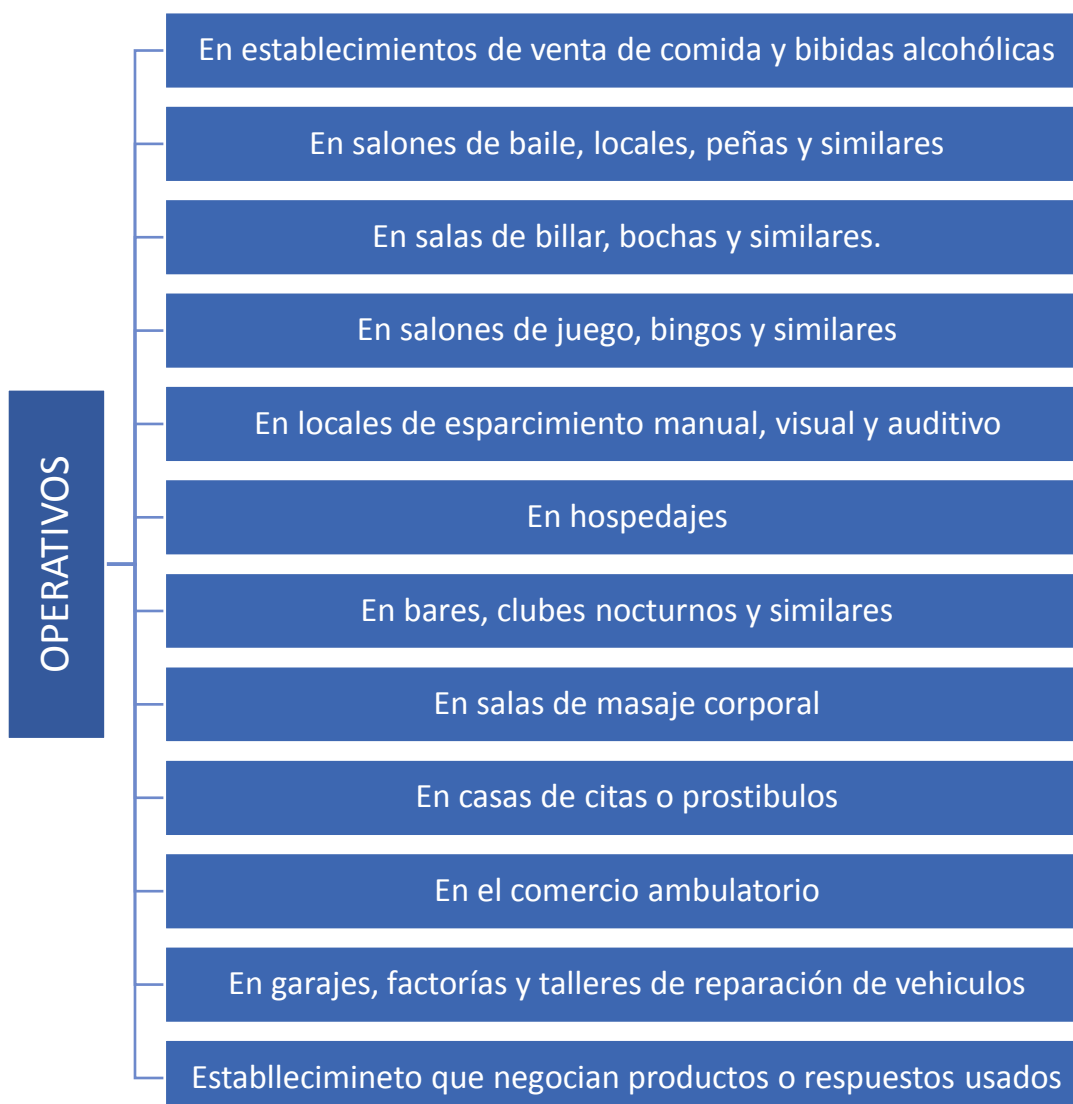 OPERATIVOS
En establecimientos de venta de comida y bibidas alcohólicas
En salones de baile, locales, peñas y similares
En salas de billar, bochas y similares.
En salones de juego, bingos y similares
En locales de esparcimiento manual, visual y auditivo
En hospedajes
En bares, clubes nocturnos y similares
En salas de masaje corporal
En casas de citas o prostibulos
En el comercio ambulatorio
En garajes, factorías y talleres de reparación de vehiculos
Establlecimineto que negocian productos o respuestos usados